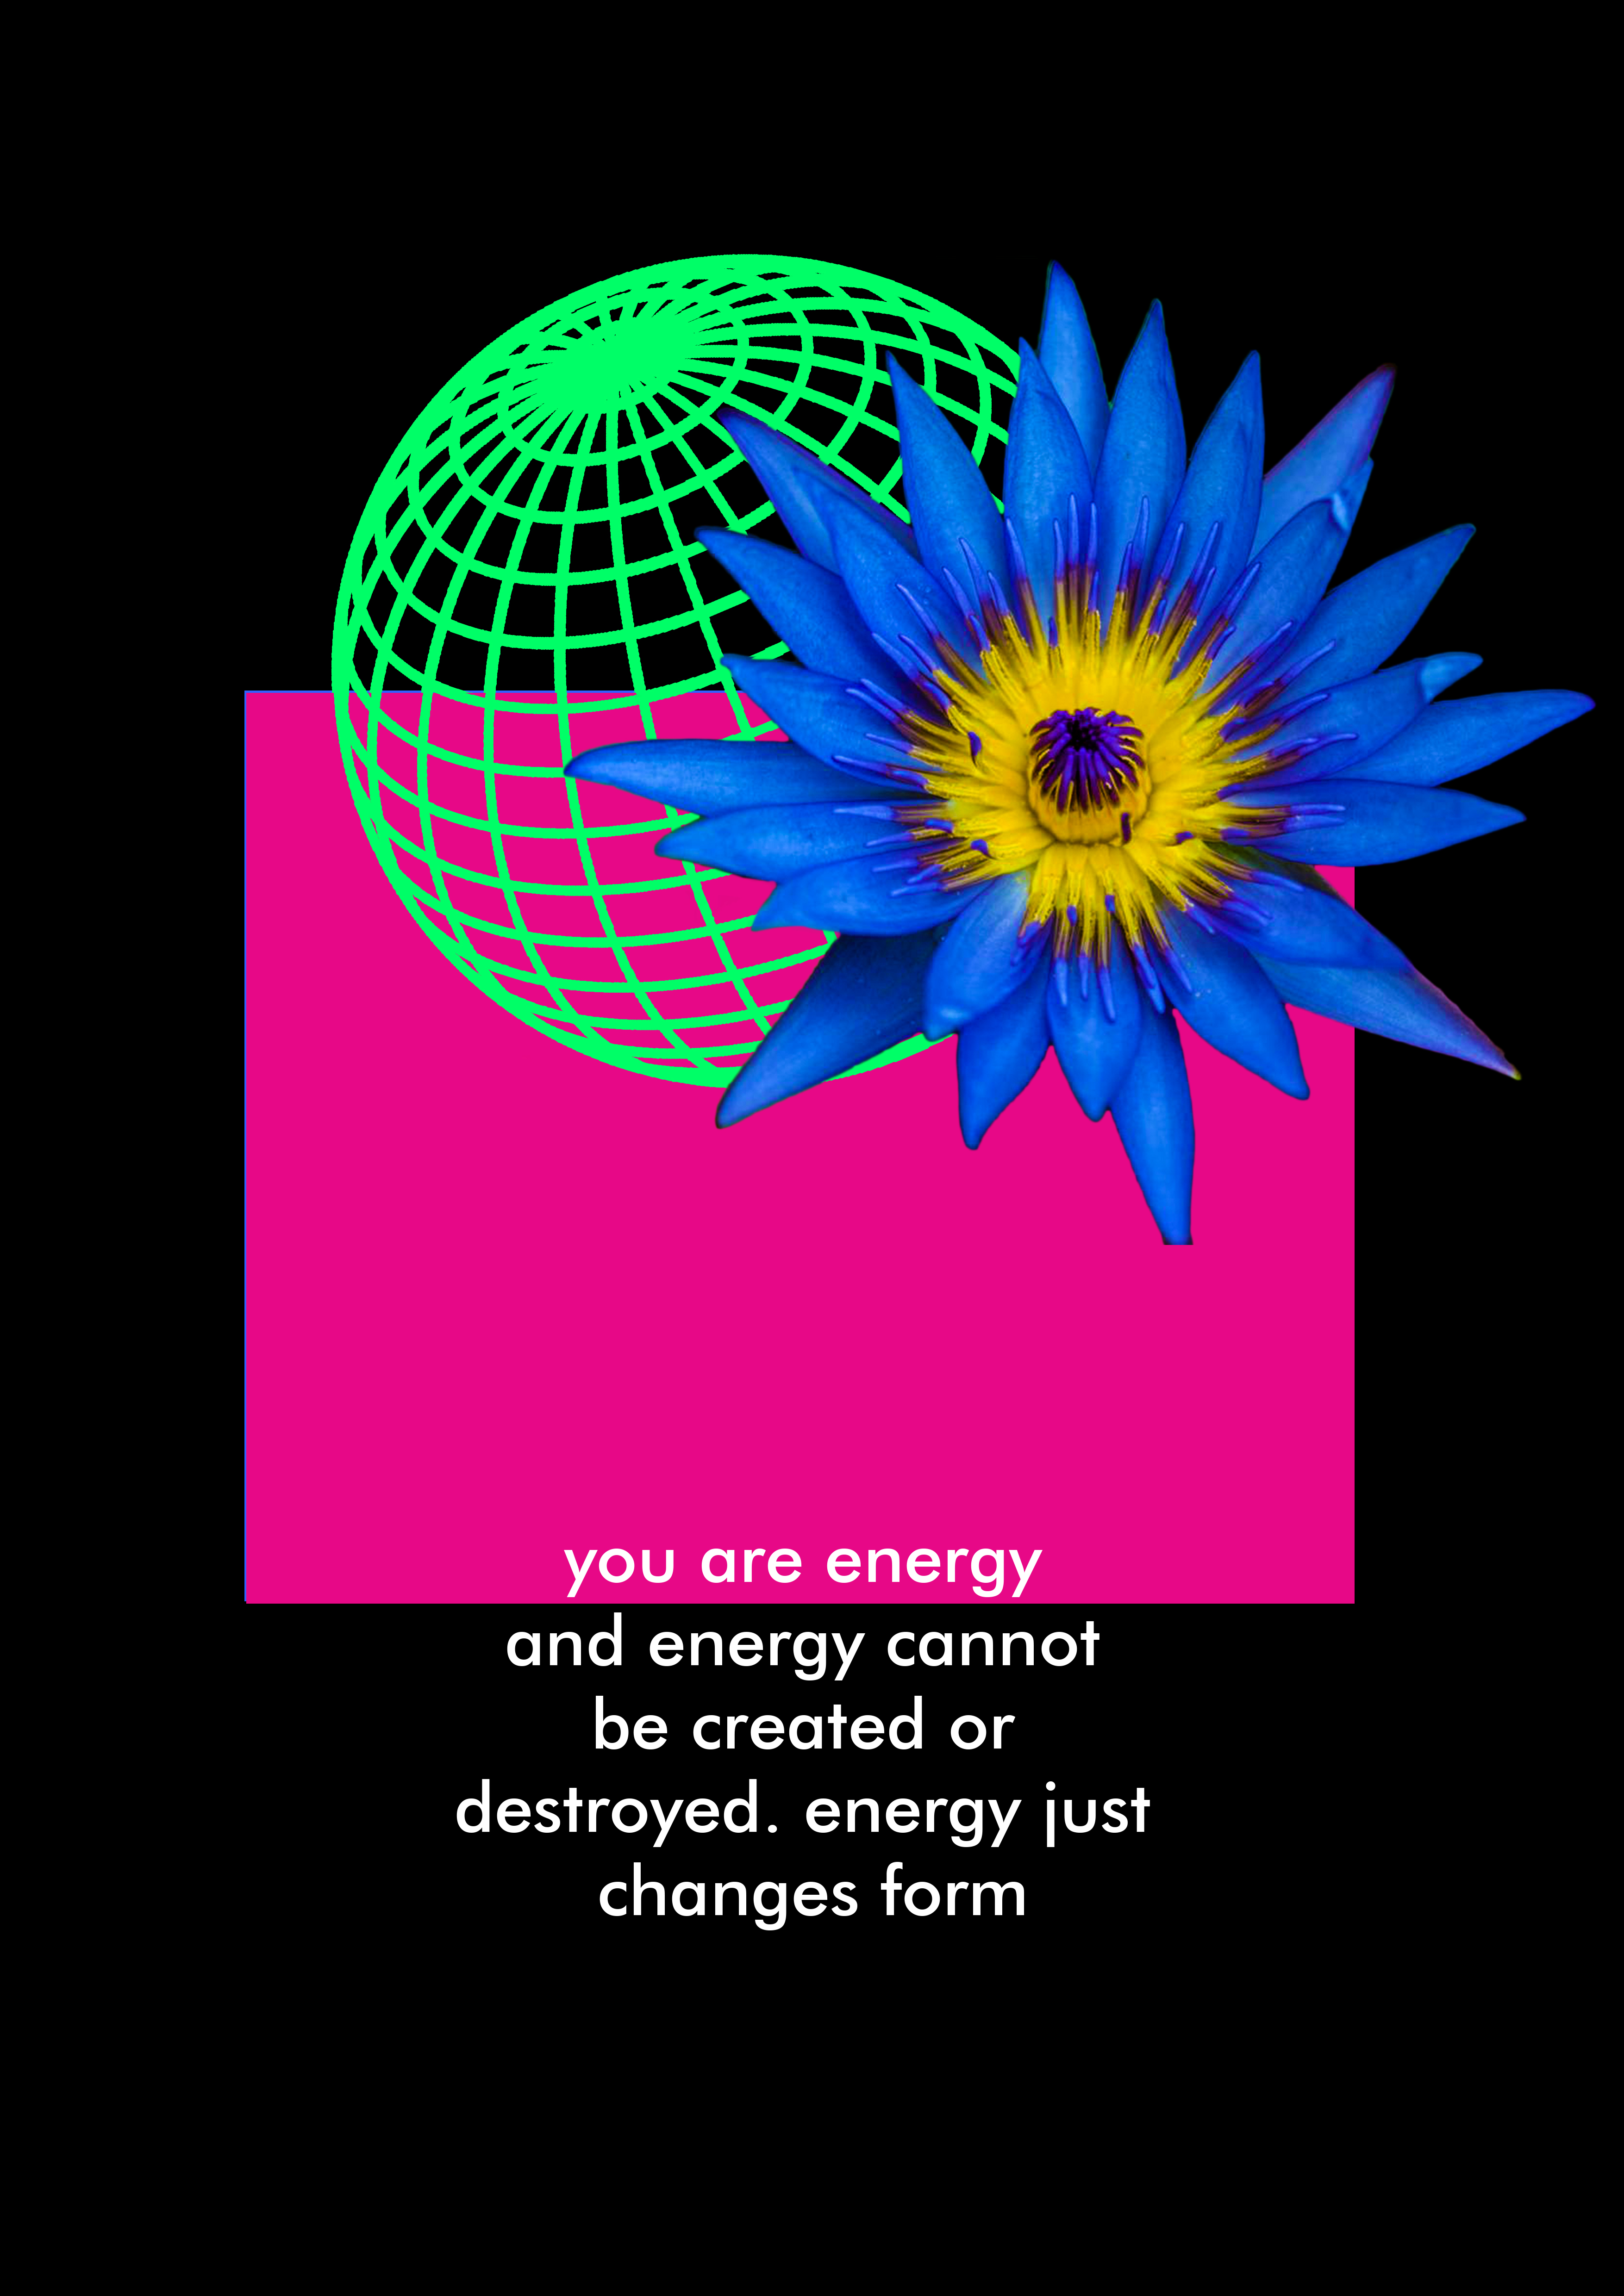 you are energy
and energy cannot
be created or
destroyed. energy just
changes form